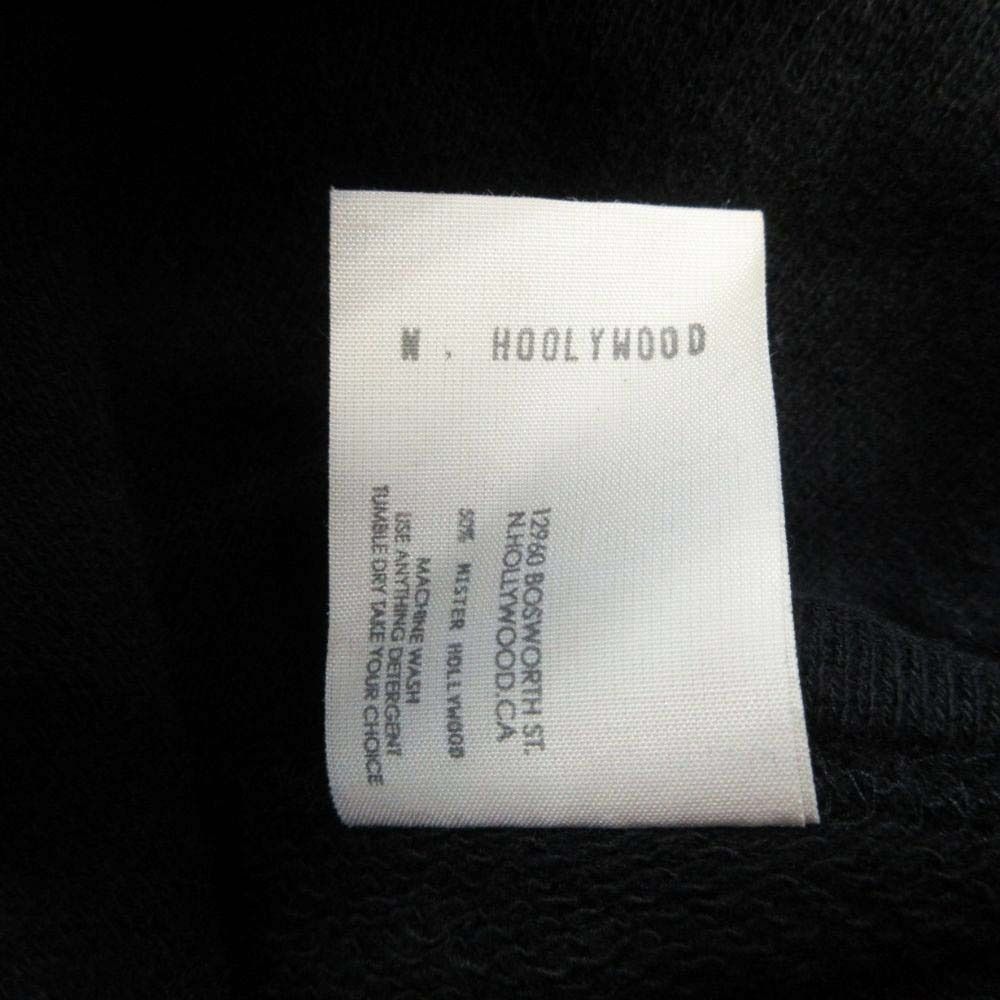 N. HOOLYWOOD
12960 BOSWORTH ST.
N.HOLLYWOOD.CA
50% MISTER HOLLYWOOD
MACHINE WASH
USE ANYTHING DETERGENT
TUMBLE DRY TAKE YOUR CHOICE